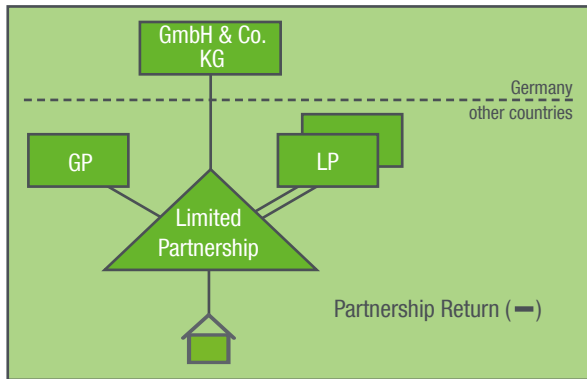 GmbH & Co.
KG
Germany
other countries
GP
LP
Limited
Partnership
Partnership Return (━)